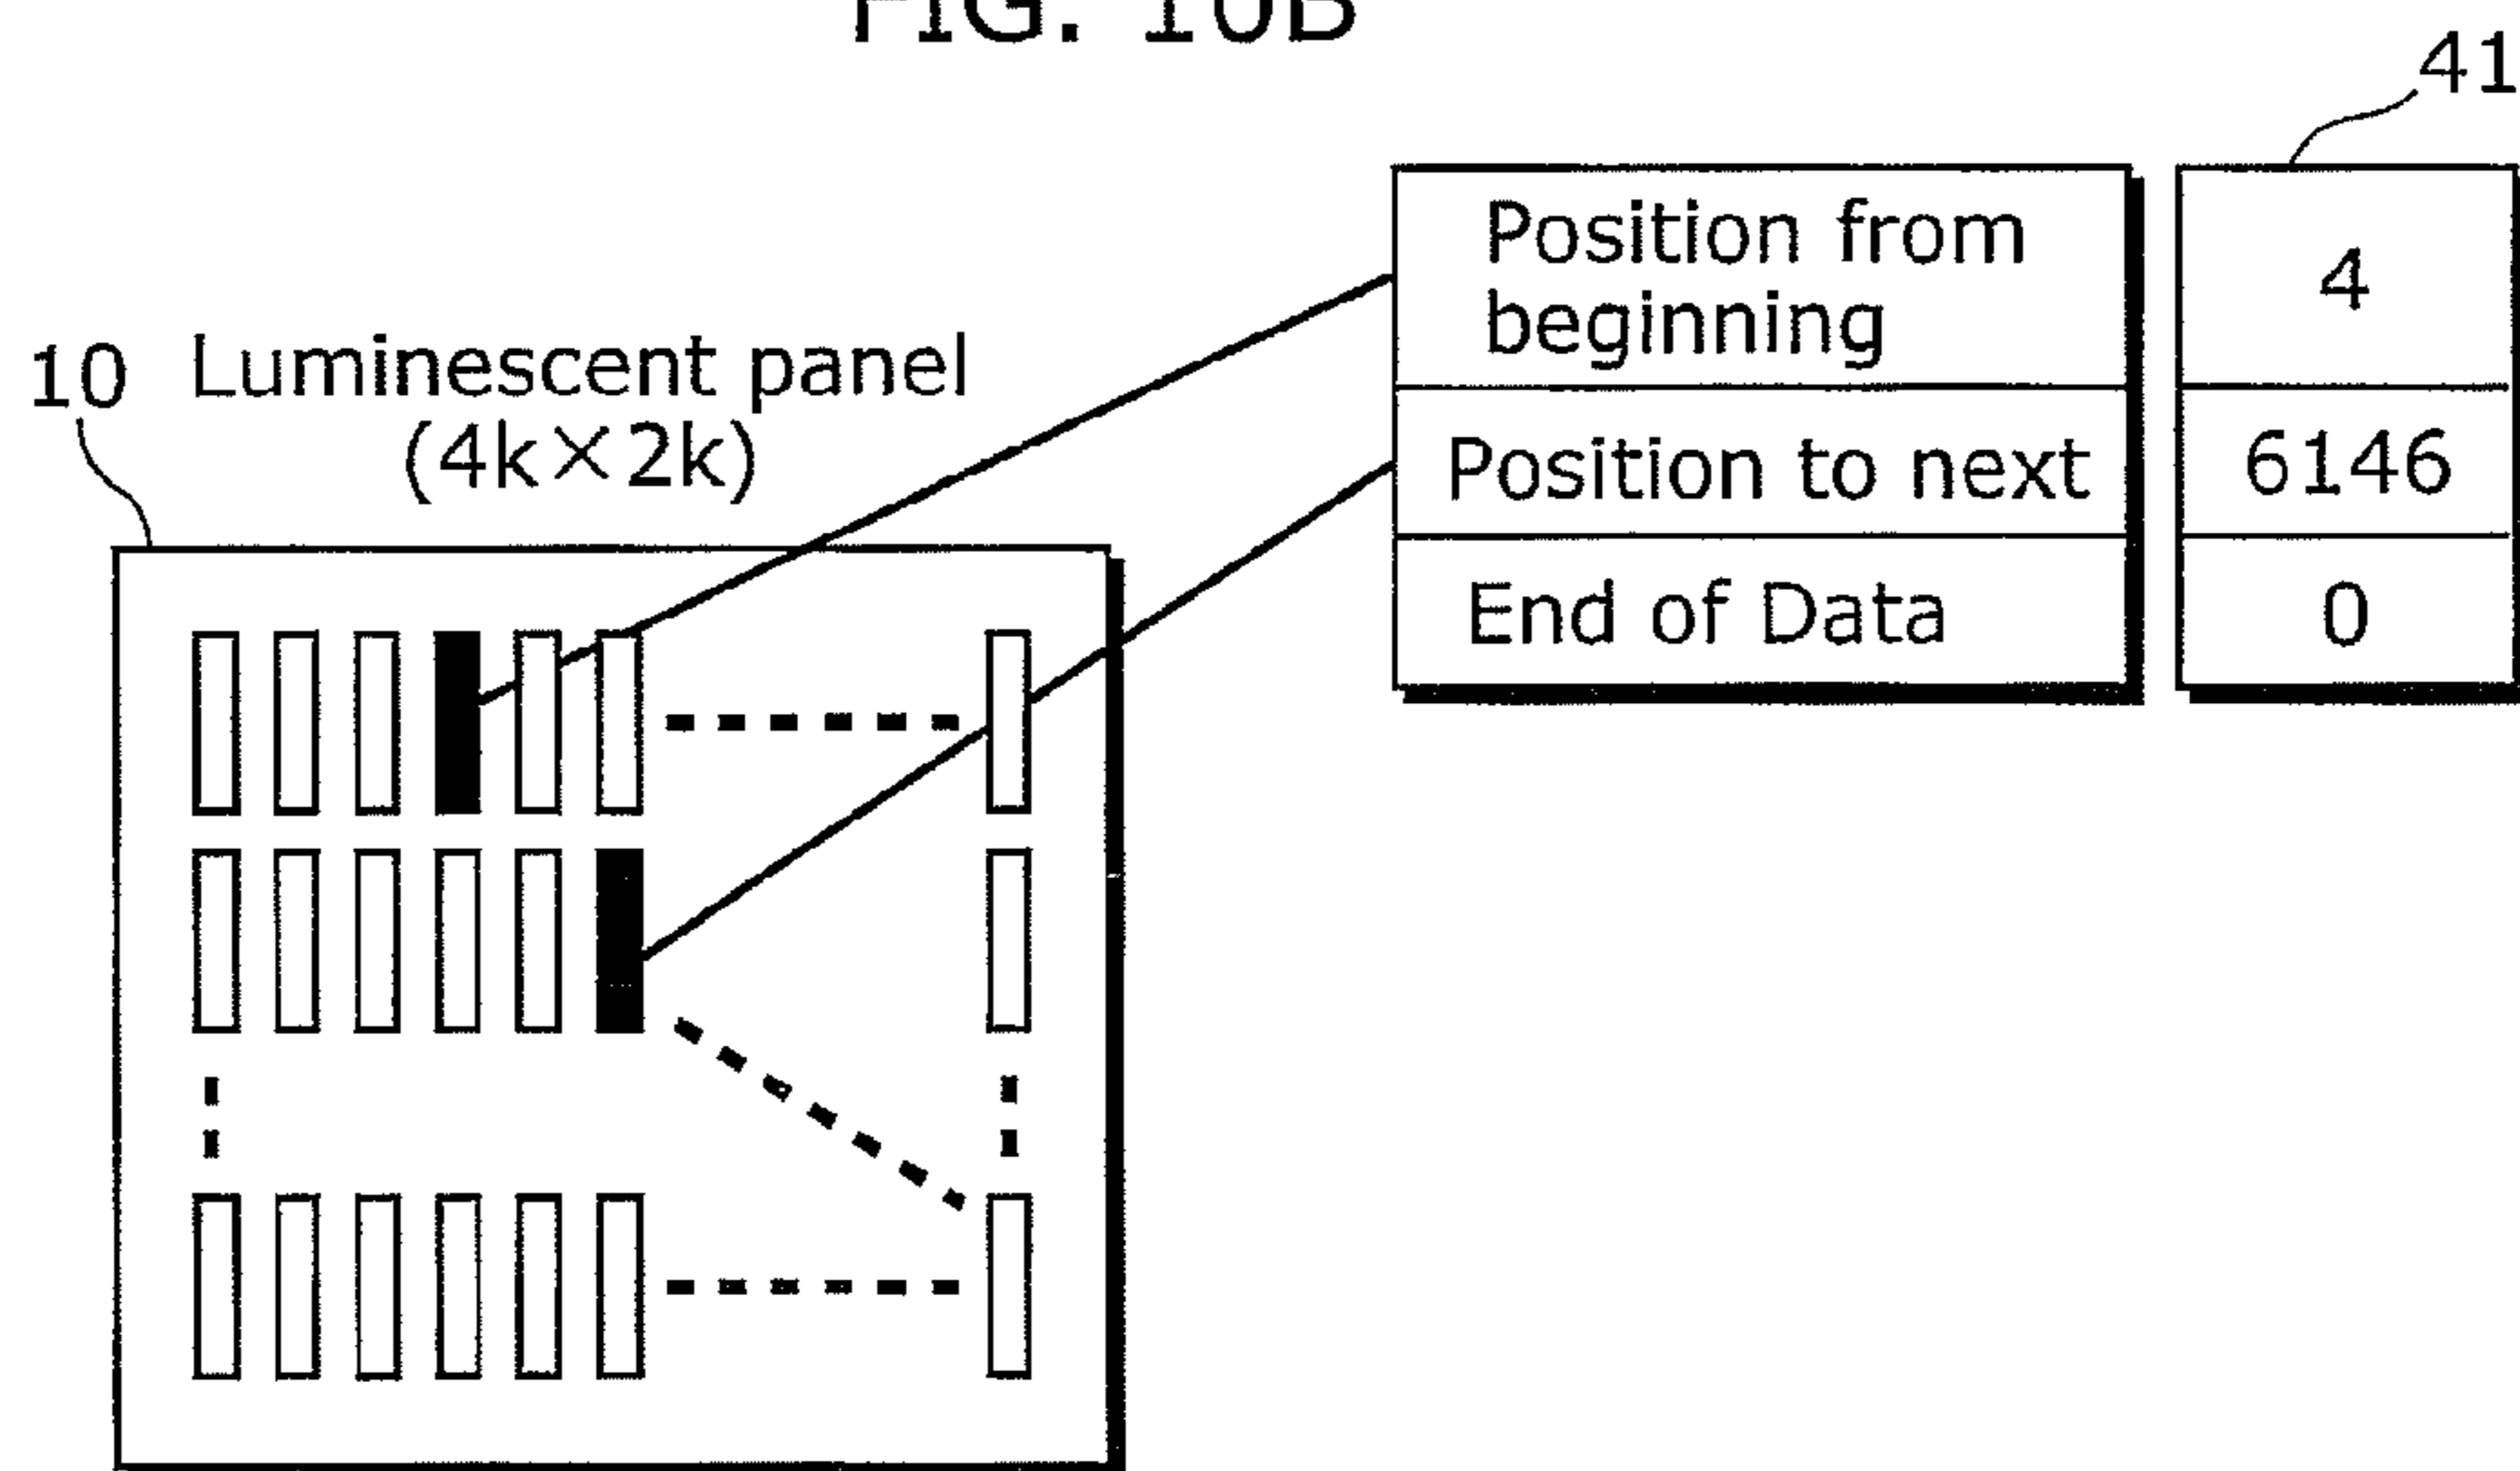 FIG. 10B
41
Position from
beginning
4
10
Luminescent panel
(4k×2k)
Position to next
6146
End of Data
0